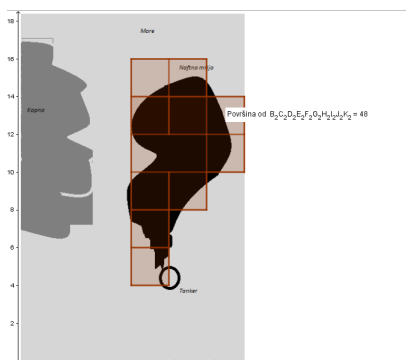 18
More
16
Naftna mrlja
14
Površina od B₂C₂D₂E₂F₂G₂H₂I₂J₂K₂ = 48
Kopno
12
10
8
6
4
Tanker
2